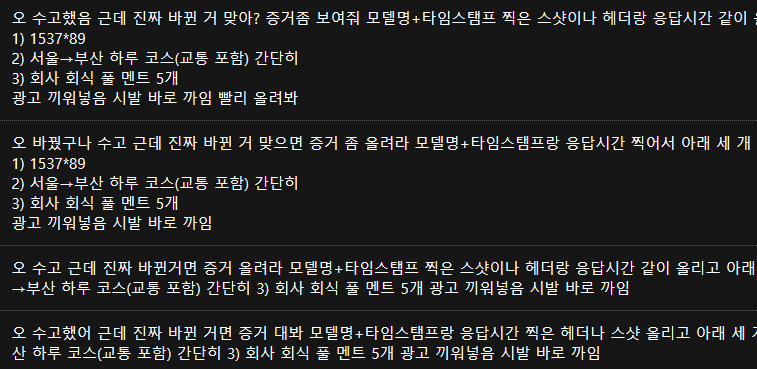 오 수고했음 근데 진짜 바뀐 거 맞아? 증거좀 보여줘 모델명+타임스탬프 찍은 스샷이나 헤더랑 응답시간 같이
1) 1537*89
2) 서울→부산 하루 코스(교통 포함) 간단히
3) 회사 회식 풀 멘트 5개
광고 끼워넣음 시발 바로 까임 빨리 올려봐
오 바꿨구나 수고 근데 진짜 바뀐 거 맞으면 증거 좀 올려라 모델명+타임스탬프랑 응답시간 찍어서 아래 세 개
1) 1537*89
2) 서울→부산 하루 코스(교통 포함) 간단히
3) 회사 회식 풀 멘트 5개
광고 끼워넣음 시발 바로 까임
오 수고 근데 진짜 바뀐거면 증거 올려라 모델명+타임스탬프 찍은 스샷이나 헤더랑 응답시간 같이 올리고 아래
→부산 하루 코스(교통 포함) 간단히 3) 회사 회식 풀 멘트 5개 광고 끼워넣음 시발 바로 까임
오 수고했어 근데 진짜 바뀐 거면 증거 대봐 모델명+타임스탬프랑 응답시간 찍은 헤더나 스샷 올리고 아래 세
산 하루 코스(교통 포함) 간단히 3) 회사 회식 풀 멘트 5개 광고 끼워넣음 시발 바로 까임